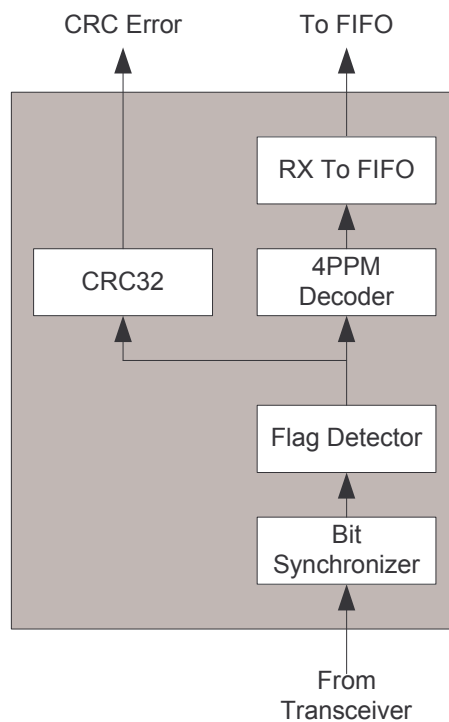 CRC Error
To FIFO
RX To FIFO
CRC32
4PPM
Decoder
Flag Detector
Bit
Synchronizer
From
Transceiver